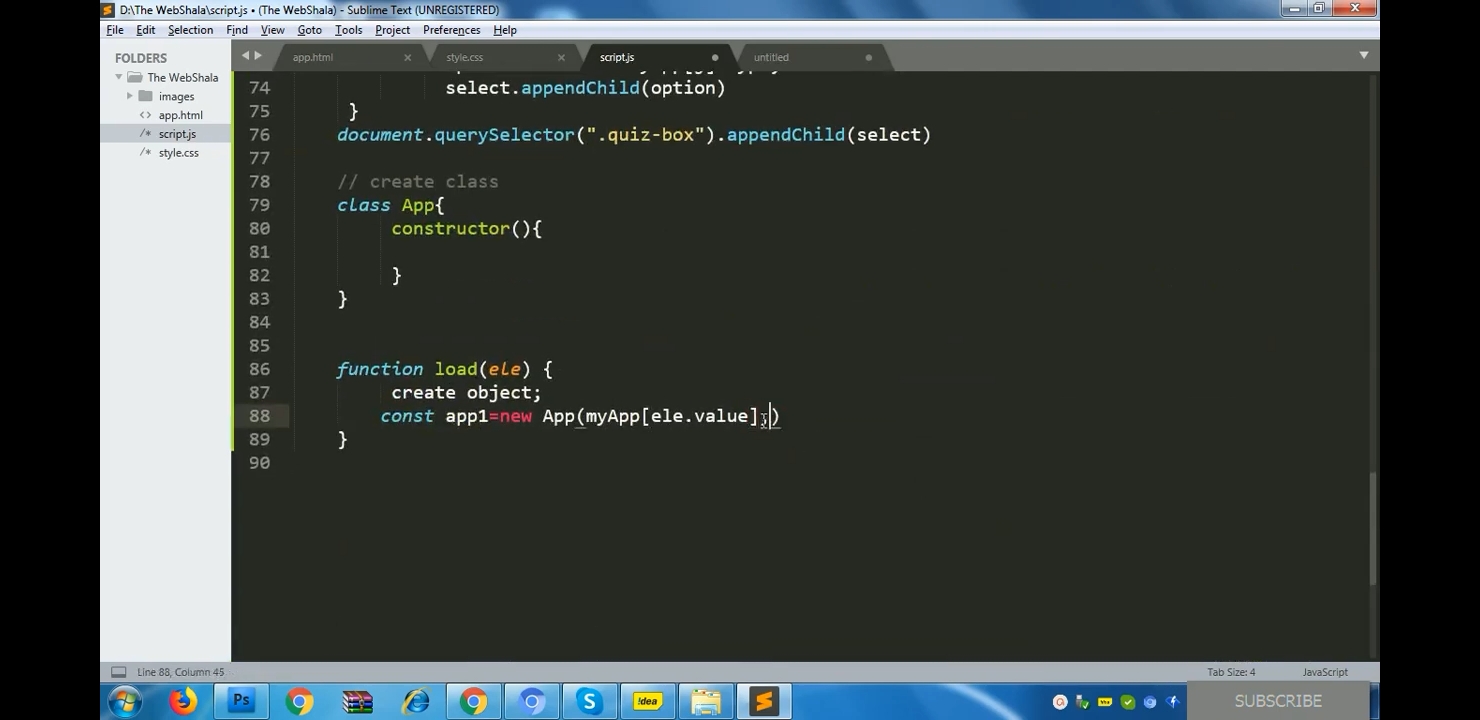 D:\The WebShala\script.js • (The WebShala) - Sublime Text (UNREGISTERED)
File Edit Selection Find View Goto Tools Project Preferences Help
FOLDERS
The WebShala
images
app.html
script.js
style.css
app.html style.css script.js untitled
74 select.appendChild(option)
75 }
76 document.querySelector(".quiz-box").appendChild(select)
77
78 // create class
79 class App{
80 constructor(){
81
82 }
83 }
84
85
86 function load(ele) {
87 create object;
88 const app1=new App(myApp[ele.value];)
89 }
90
Line 88, Column 45 Tab Size: 4 JavaScript
Ps !dea
SUBSCRIBE